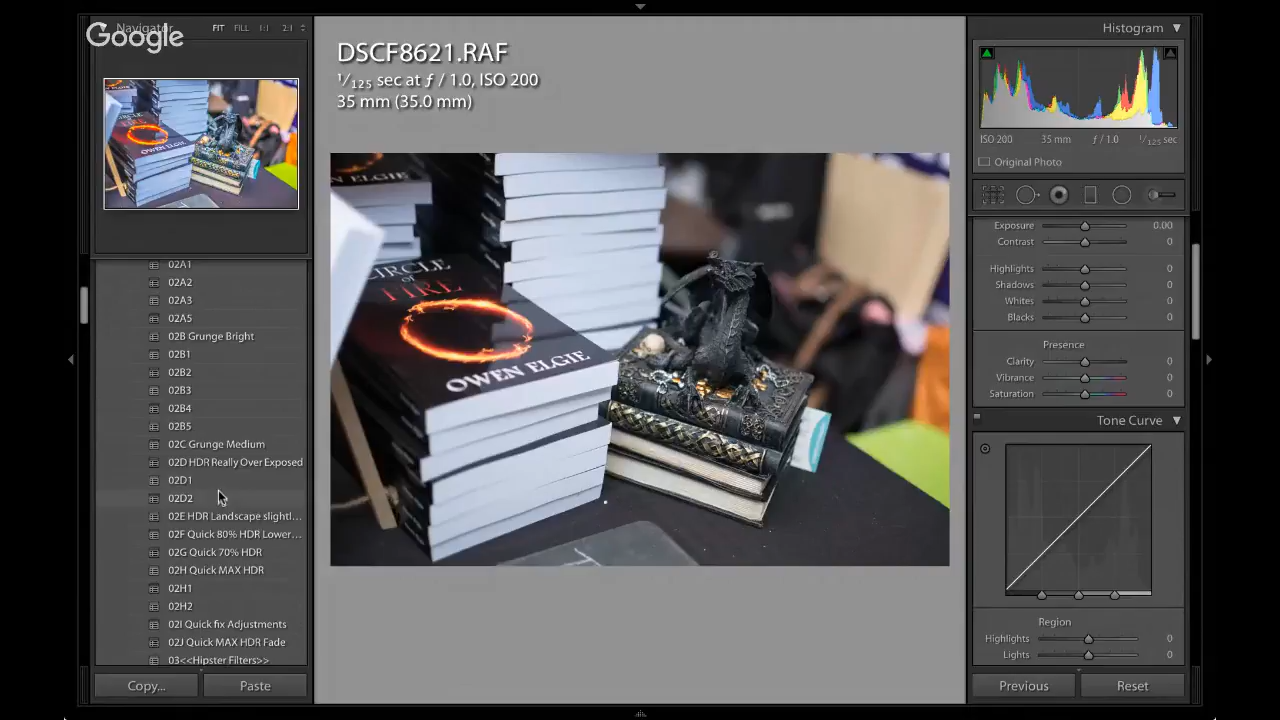 Navigator
FIT FILL 1:1 2:1
Google
02A1
02A2
02A3
02A5
02B Grunge Bright
02B1
02B2
02B3
02B4
02B5
02C Grunge Medium
02D HDR Really Over Exposed
02D1
02D2
02E HDR Landscape slightl...
02F Quick 80% HDR Lower...
02G Quick 70% HDR
02H Quick MAX HDR
02H1
02H2
02I Quick fix Adjustments
02J Quick MAX HDR Fade
03<<Hipster Filters>>
Copy... Paste
DSCF8621.RAF
1/125 sec at ƒ / 1.0, ISO 200
35 mm (35.0 mm)
OWEN ELGIE
CIRCLE
OF
FIRE
OWEN ELGIE
Histogram
ISO 200 35 mm ƒ / 1.0 1/125 sec
Original Photo
Exposure 0.00
Contrast 0
Highlights 0
Shadows 0
Whites 0
Blacks 0
Presence
Clarity 0
Vibrance 0
Saturation 0
Tone Curve
Region
Highlights 0
Lights 0
Previous Reset